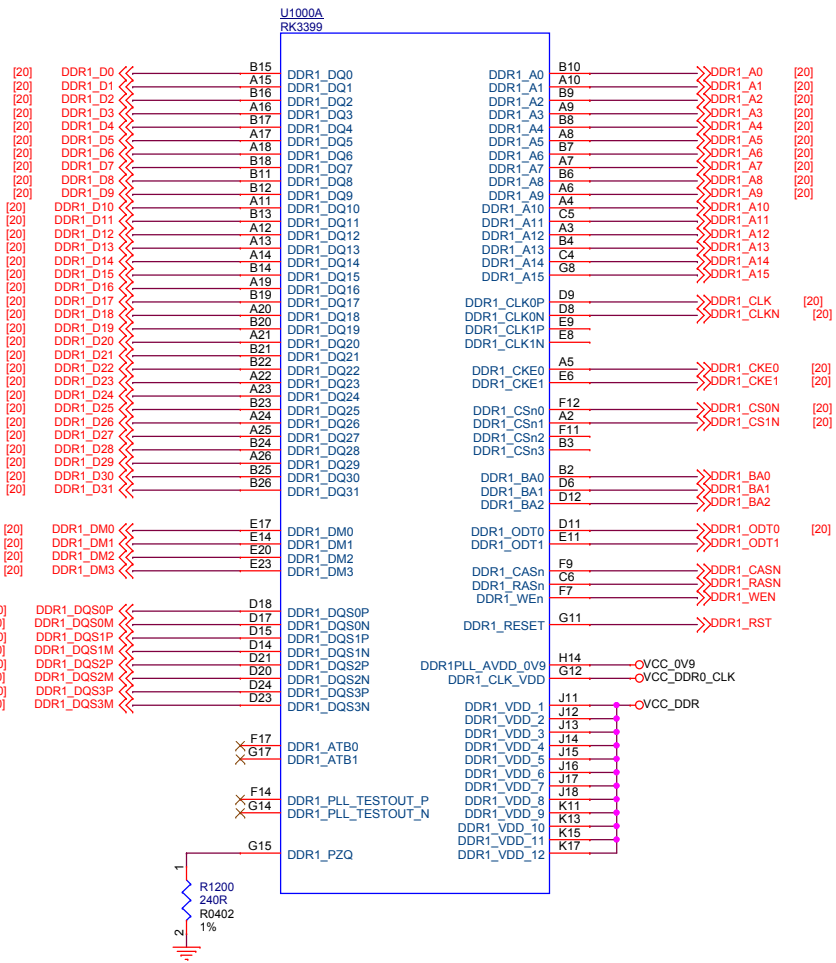 U1000A
RK3399
[20] DDR1_D0 B15 DDR1_DQ0 DDR1_A0 B10 DDR1_A0 [20]
[20] DDR1_D1 A15 DDR1_DQ1 DDR1_A1 A10 DDR1_A1 [20]
[20] DDR1_D2 B16 DDR1_DQ2 DDR1_A2 B9 DDR1_A2 [20]
[20] DDR1_D3 A16 DDR1_DQ3 DDR1_A3 A9 DDR1_A3 [20]
[20] DDR1_D4 B17 DDR1_DQ4 DDR1_A4 B8 DDR1_A4 [20]
[20] DDR1_D5 A17 DDR1_DQ5 DDR1_A5 A8 DDR1_A5 [20]
[20] DDR1_D6 A18 DDR1_DQ6 DDR1_A6 B7 DDR1_A6 [20]
[20] DDR1_D7 B18 DDR1_DQ7 DDR1_A7 A7 DDR1_A7 [20]
[20] DDR1_D8 B11 DDR1_DQ8 DDR1_A8 B6 DDR1_A8 [20]
[20] DDR1_D9 B12 DDR1_DQ9 DDR1_A9 A6 DDR1_A9 [20]
[20] DDR1_D10 A11 DDR1_DQ10 DDR1_A10 A4 DDR1_A10
[20] DDR1_D11 B13 DDR1_DQ11 DDR1_A11 C5 DDR1_A11
[20] DDR1_D12 A12 DDR1_DQ12 DDR1_A12 A3 DDR1_A12
[20] DDR1_D13 A13 DDR1_DQ13 DDR1_A13 B4 DDR1_A13
[20] DDR1_D14 A14 DDR1_DQ14 DDR1_A14 C4 DDR1_A14
[20] DDR1_D15 B14 DDR1_DQ15 DDR1_A15 G8 DDR1_A15
[20] DDR1_D16 A19 DDR1_DQ16
[20] DDR1_D17 B19 DDR1_DQ17 DDR1_CLK0P D9 DDR1_CLK [20]
[20] DDR1_D18 A20 DDR1_DQ18 DDR1_CLK0N D8 DDR1_CLKN [20]
[20] DDR1_D19 B20 DDR1_DQ19 DDR1_CLK1P E9
[20] DDR1_D20 A21 DDR1_DQ20 DDR1_CLK1N E8
[20] DDR1_D21 B21 DDR1_DQ21
[20] DDR1_D22 B22 DDR1_DQ22 DDR1_CKE0 A5 DDR1_CKE0 [20]
[20] DDR1_D23 A22 DDR1_DQ23 DDR1_CKE1 E6 DDR1_CKE1 [20]
[20] DDR1_D24 A23 DDR1_DQ24
[20] DDR1_D25 B23 DDR1_DQ25 DDR1_CSn0 F12 DDR1_CS0N [20]
[20] DDR1_D26 A24 DDR1_DQ26 DDR1_CSn1 A2 DDR1_CS1N [20]
[20] DDR1_D27 A25 DDR1_DQ27 DDR1_CSn2 F11
[20] DDR1_D28 B24 DDR1_DQ28 DDR1_CSn3 B3
[20] DDR1_D29 A26 DDR1_DQ29
[20] DDR1_D30 B25 DDR1_DQ30 DDR1_BA0 B2 DDR1_BA0
[20] DDR1_D31 B26 DDR1_DQ31 DDR1_BA1 D6 DDR1_BA1
DDR1_BA2 D12 DDR1_BA2
[20] DDR1_DM0 E17 DDR1_DM0 DDR1_ODT0 D11 DDR1_ODT0 [20]
[20] DDR1_DM1 E14 DDR1_DM1 DDR1_ODT1 E11 DDR1_ODT1
[20] DDR1_DM2 E20 DDR1_DM2
[20] DDR1_DM3 E23 DDR1_DM3 DDR1_CASn F9 DDR1_CASN
DDR1_RASn C6 DDR1_RASN
DDR1_WEn F7 DDR1_WEN
DDR1_DQS0P D18 DDR1_DQS0P
DDR1_DQS0M D17 DDR1_DQS0N DDR1_RESET G11 DDR1_RST
DDR1_DQS1P D15 DDR1_DQS1P
DDR1_DQS1M D14 DDR1_DQS1N
DDR1_DQS2P D21 DDR1_DQS2P DDR1PLL_AVDD_0V9 H14 VCC_0V9
DDR1_DQS2M D20 DDR1_DQS2N DDR1_CLK_VDD G12 VCC_DDR0_CLK
DDR1_DQS3P D24 DDR1_DQS3P
DDR1_DQS3M D23 DDR1_DQS3N DDR1_VDD_1 J11 VCC_DDR
DDR1_VDD_2 J12
DDR1_VDD_3 J13
F17 DDR1_ATB0 DDR1_VDD_4 J14
G17 DDR1_ATB1 DDR1_VDD_5 J15
DDR1_VDD_6 J16
DDR1_VDD_7 J17
F14 DDR1_PLL_TESTOUT_P DDR1_VDD_8 J18
G14 DDR1_PLL_TESTOUT_N DDR1_VDD_9 K11
DDR1_VDD_10 K13
DDR1_VDD_11 K15
G15 DDR1_PZQ DDR1_VDD_12 K17
1
R1200
240R
R0402
1%
2